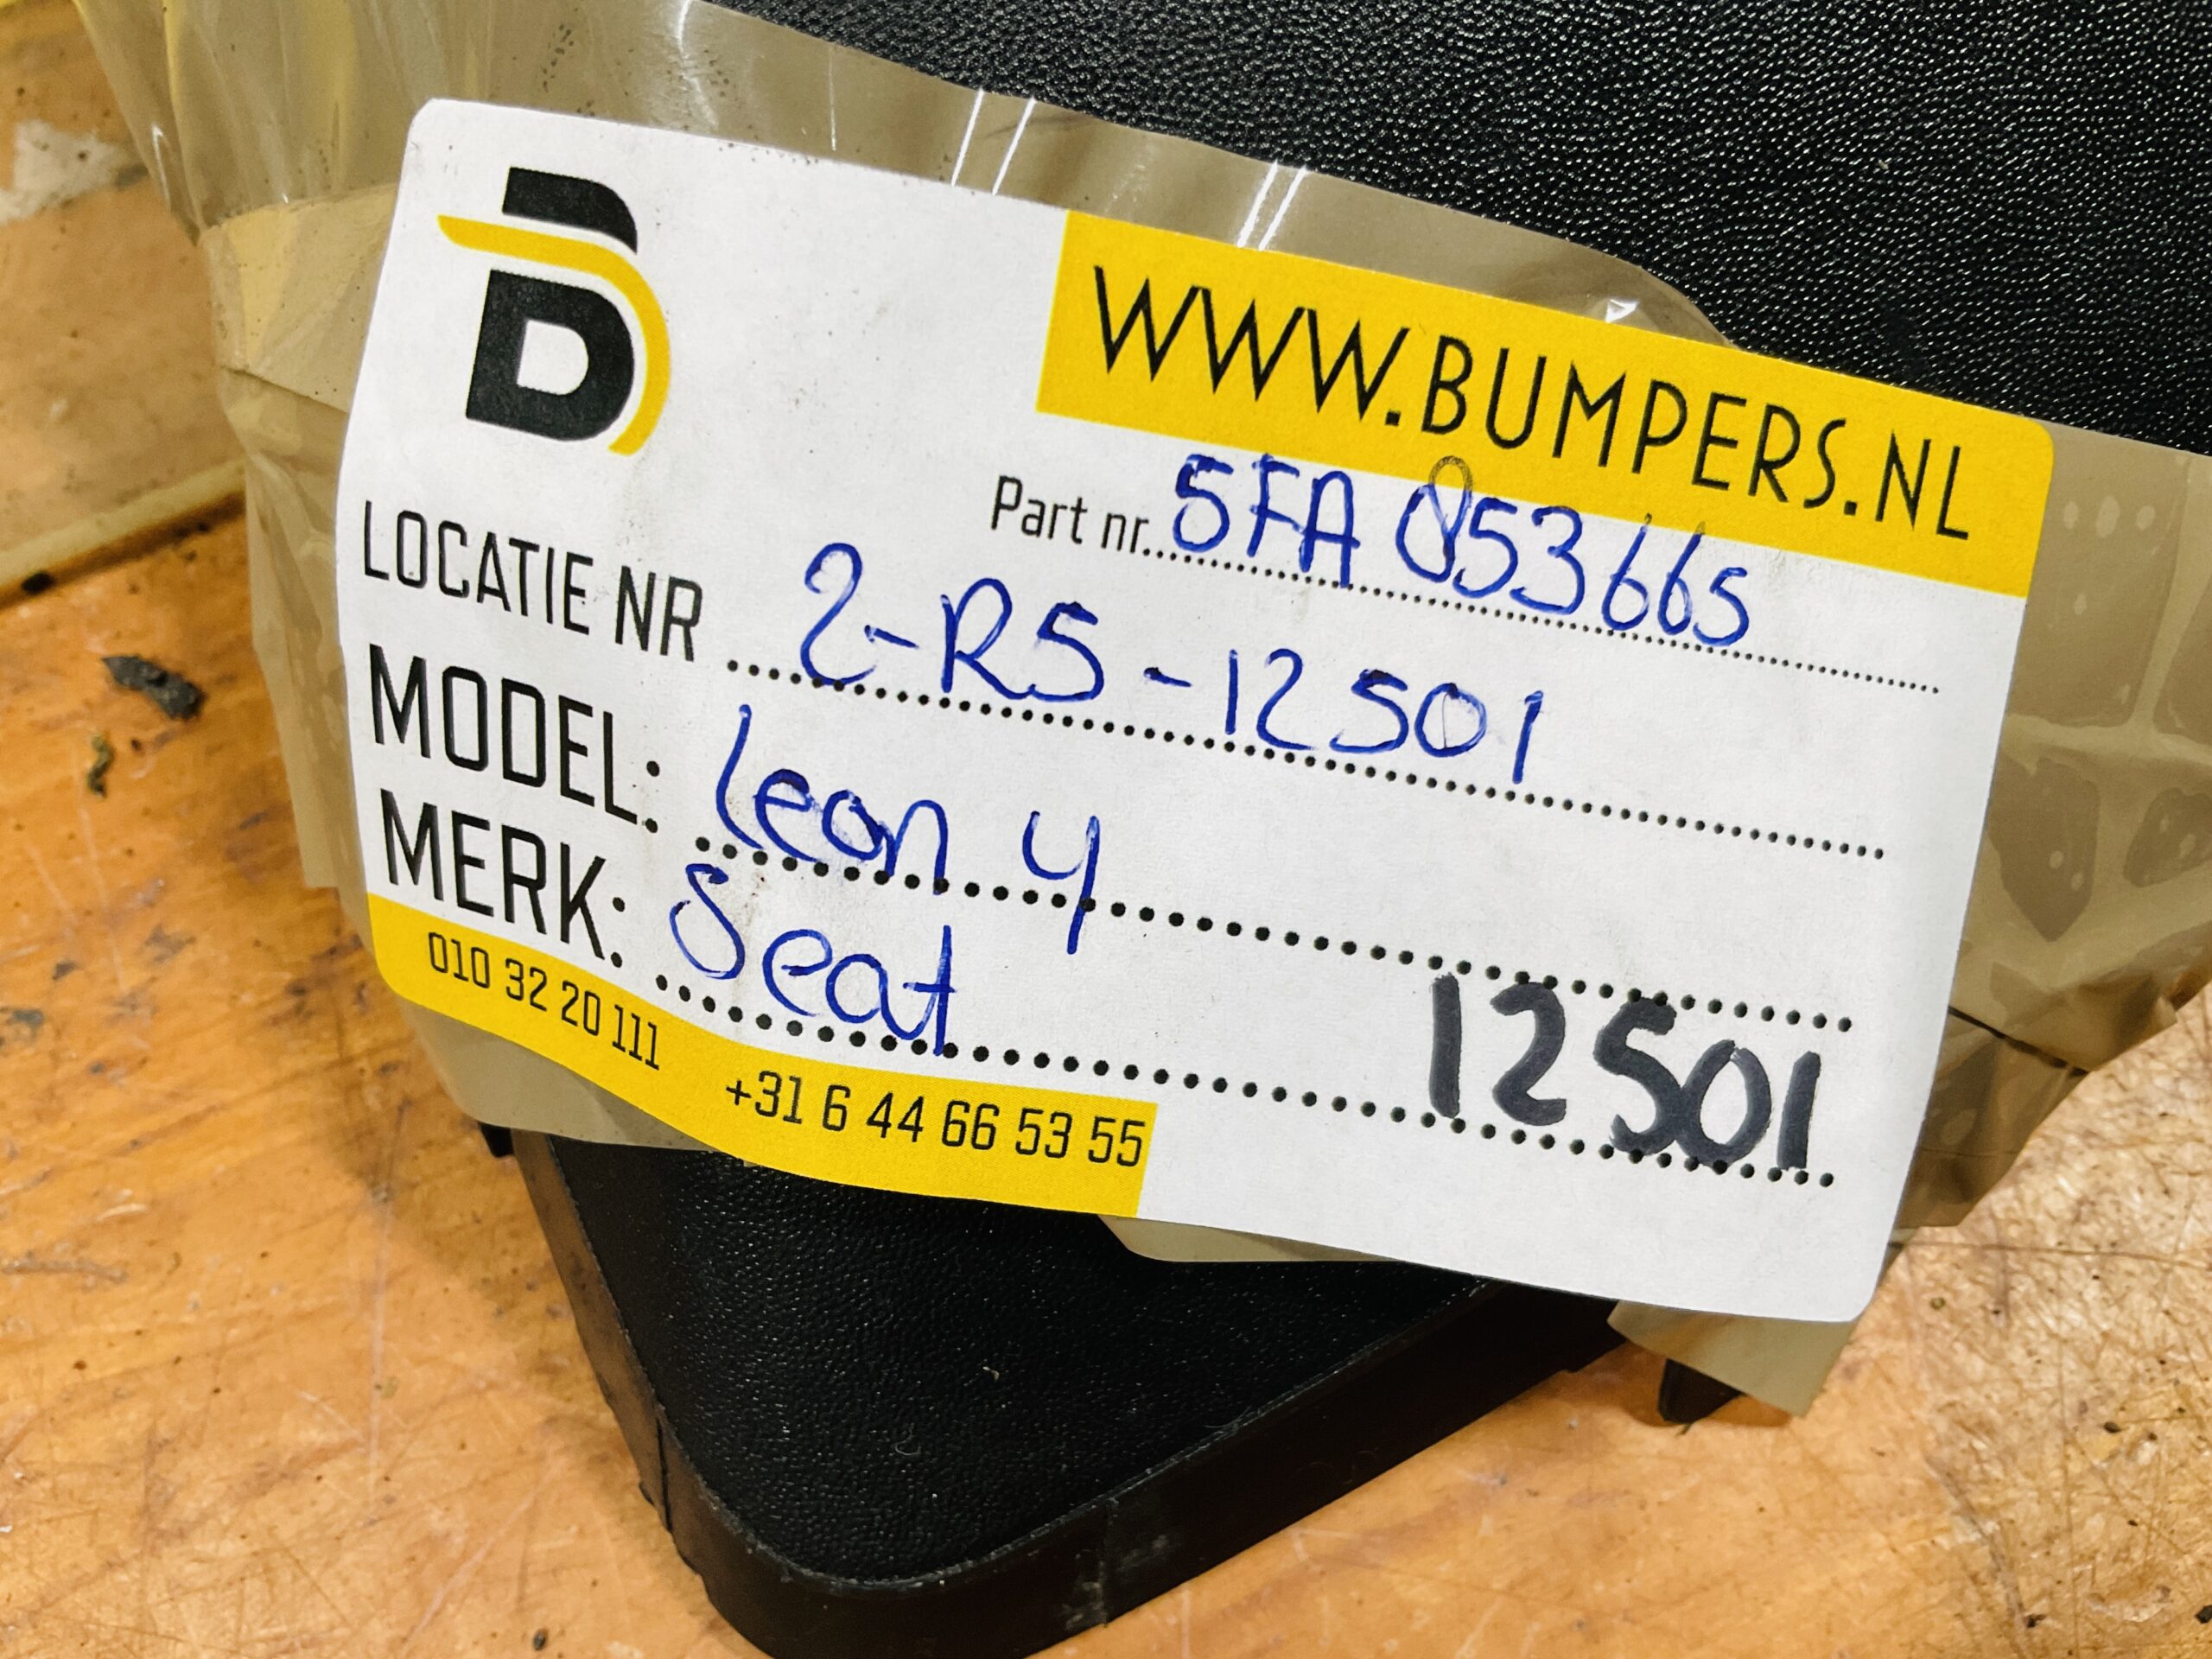 WWW.BUMPERS.NL
Part nr. 5FA 853665
LOCATIE NR 2-R5-12501
MODEL: leon 4
MERK: Seat
12501
010 32 20 111 +31 6 44 66 53 55